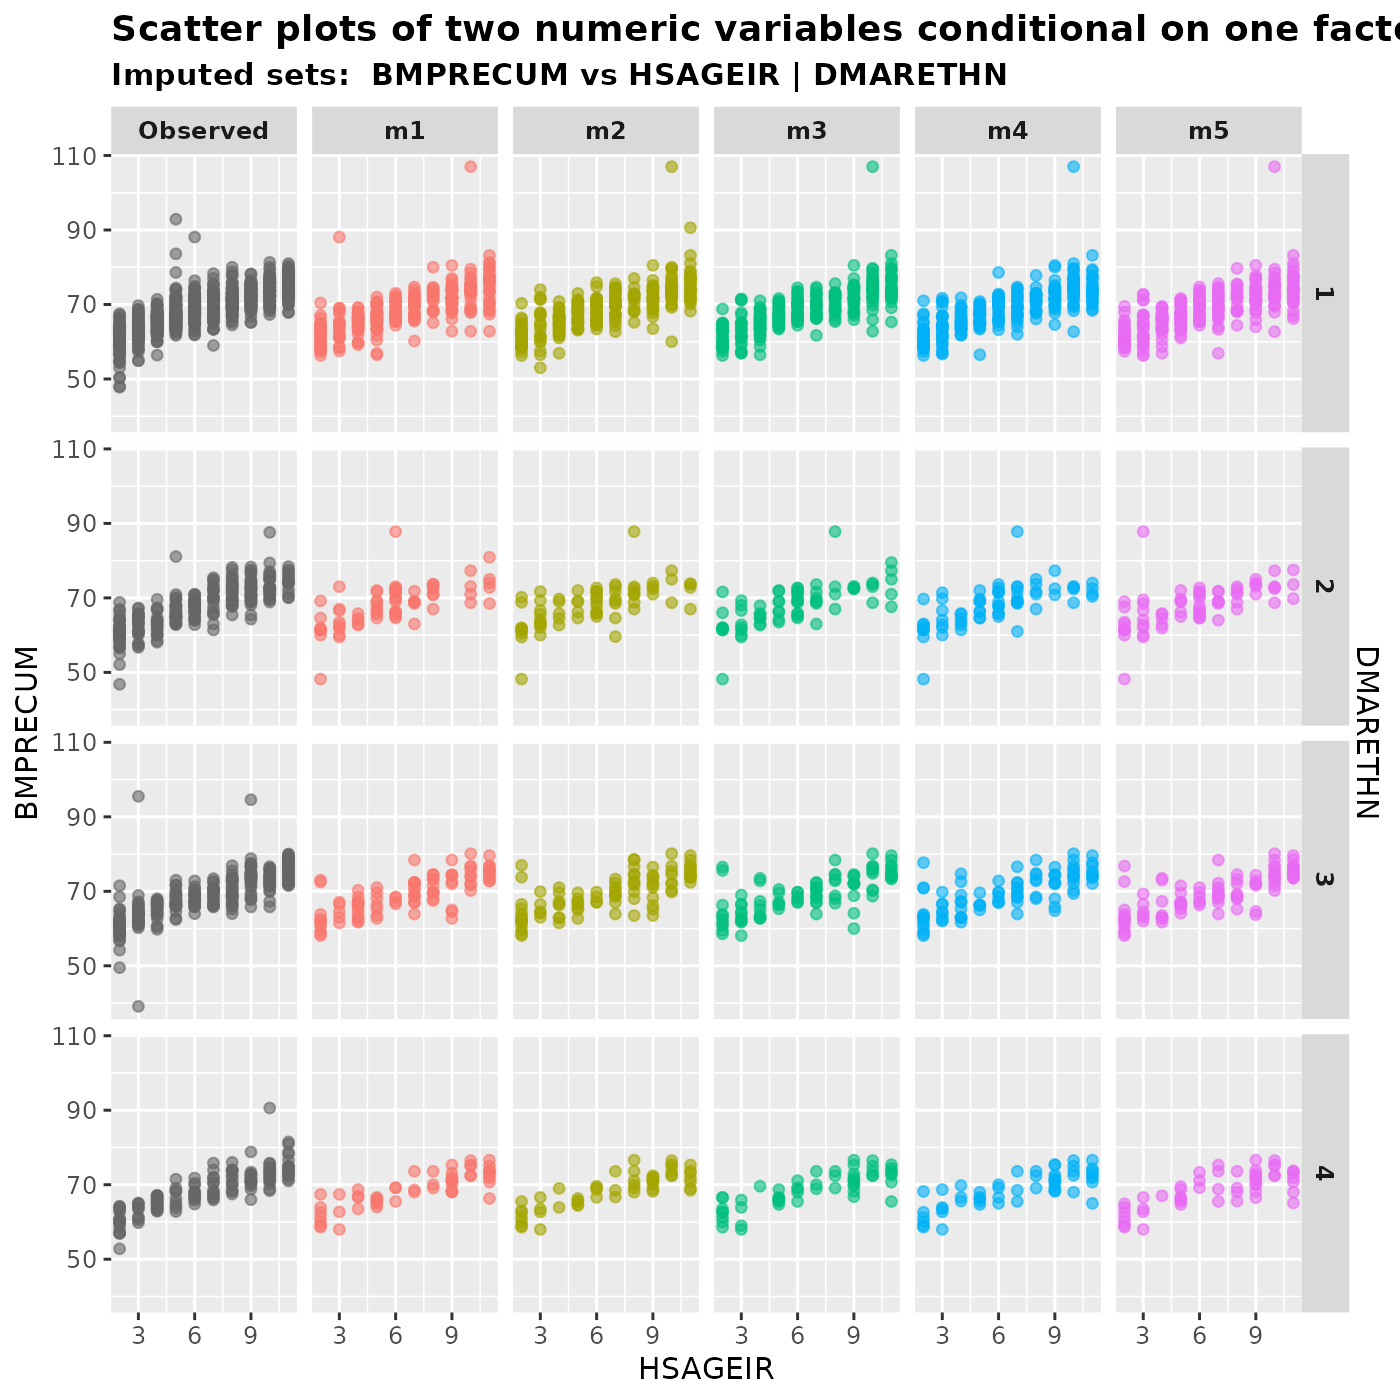 Scatter plots of two numeric variables conditional on one facto
Imputed sets:  BMPRECUM vs HSAGEIR | DMARETHN
Observed m1 m2 m3 m4 m5
110
90
70
50
1
110
90
70
50
2
110
90
70
50
3
110
90
70
50
4
BMPRECUM
DMARETHN
3 6 9 3 6 9 3 6 9 3 6 9 3 6 9 3 6 9
HSAGEIR